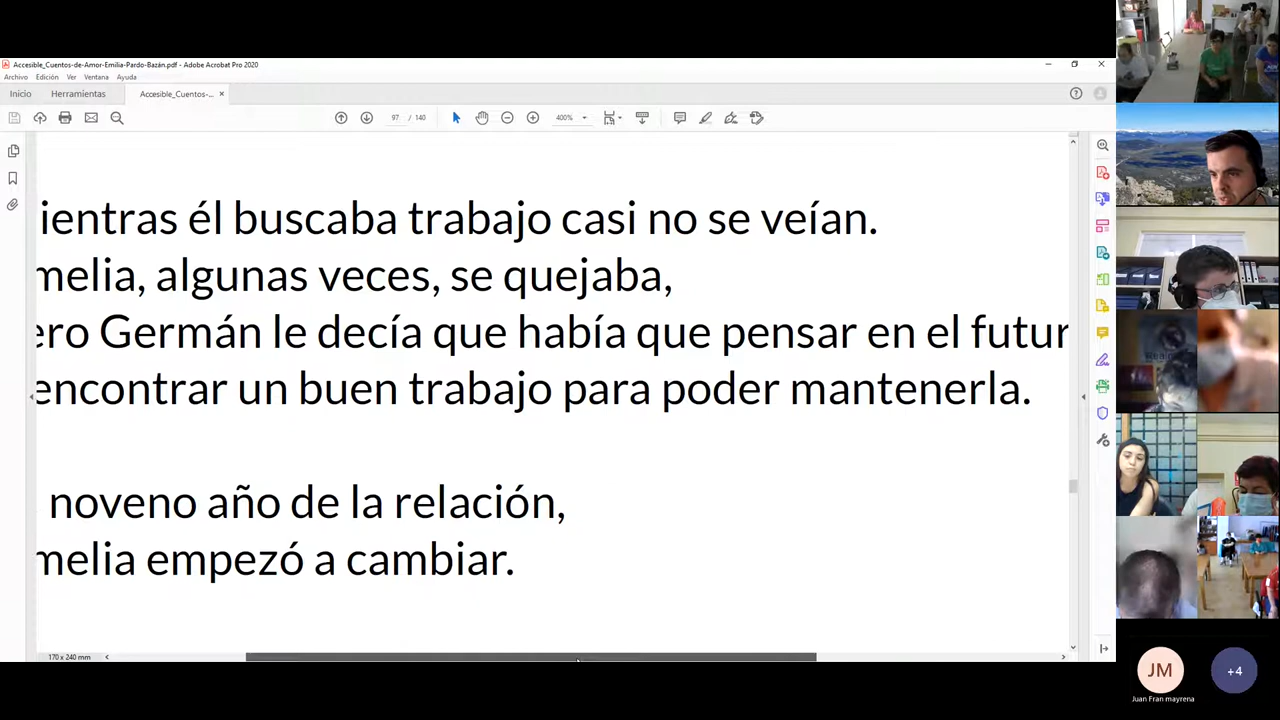 Accesible_Cuentos-de-Amor-Emilia-Pardo-Bazán.pdf - Adobe Acrobat Pro 2020
Archivo Edición Ver Ventana Ayuda
Inicio Herramientas Accesible_Cuentos-... ×
97 / 140 400%
ientras él buscaba trabajo casi no se veían.
melia, algunas veces, se quejaba,
ero Germán le decía que había que pensar en el futur
encontrar un buen trabajo para poder mantenerla.
noveno año de la relación,
melia empezó a cambiar.
170 x 240 mm
JM
+4
Juan Fran mayrena